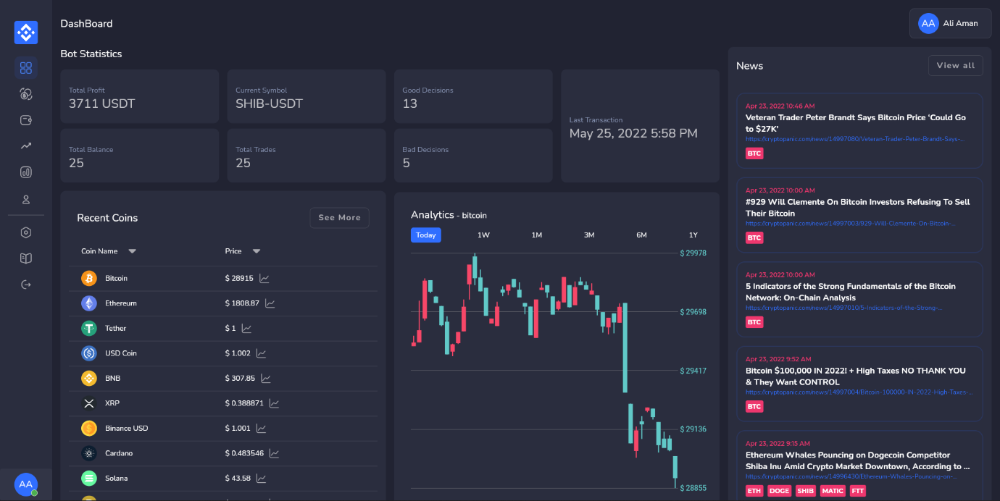 DashBoard
AA Ali Aman
Bot Statistics
Total Profit
3711 USDT
Current Symbol
SHIB-USDT
Good Decisions
13
Last Transaction
May 25, 2022 5:58 PM
Total Balance
25
Total Trades
25
Bad Decisions
5
Recent Coins
See More
Coin Name Price
Bitcoin $ 28915
Ethereum $ 1808.87
Tether $ 1
USD Coin $ 1.002
BNB $ 307.85
XRP $ 0.388871
Binance USD $ 1.001
Cardano $ 0.483546
Solana $ 43.58
Analytics - bitcoin
Today 1W 1M 3M 6M 1Y
$ 29978
$ 29698
$ 29417
$ 29136
$ 28855
News
View all
Apr 23, 2022 10:46 AM
Veteran Trader Peter Brandt Says Bitcoin Price ‘Could Go
to $27K’
https://cryptopanic.com/news/14997080/Veteran-Trader-Peter-Brandt-Says-...
BTC
Apr 23, 2022 10:00 AM
#929 Will Clemente On Bitcoin Investors Refusing To Sell
Their Bitcoin
https://cryptopanic.com/news/14997003/929-Will-Clemente-On-Bitcoin-...
BTC
Apr 23, 2022 10:00 AM
5 Indicators of the Strong Fundamentals of the Bitcoin
Network: On-Chain Analysis
https://cryptopanic.com/news/14997010/5-Indicators-of-the-Strong-...
BTC
Apr 23, 2022 9:52 AM
Bitcoin $100,000 IN 2022! + High Taxes NO THANK YOU
& They Want CONTROL
https://cryptopanic.com/news/14997004/Bitcoin-100000-IN-2022-High-Taxes-...
BTC
Apr 23, 2022 9:15 AM
Ethereum Whales Pouncing on Dogecoin Competitor
Shiba Inu Amid Crypto Market Downtown, According to ...
https://cryptopanic.com/news/14996430/Ethereum-Whales-Pouncing-on-...
ETH DOGE SHIB MATIC FTT
AA